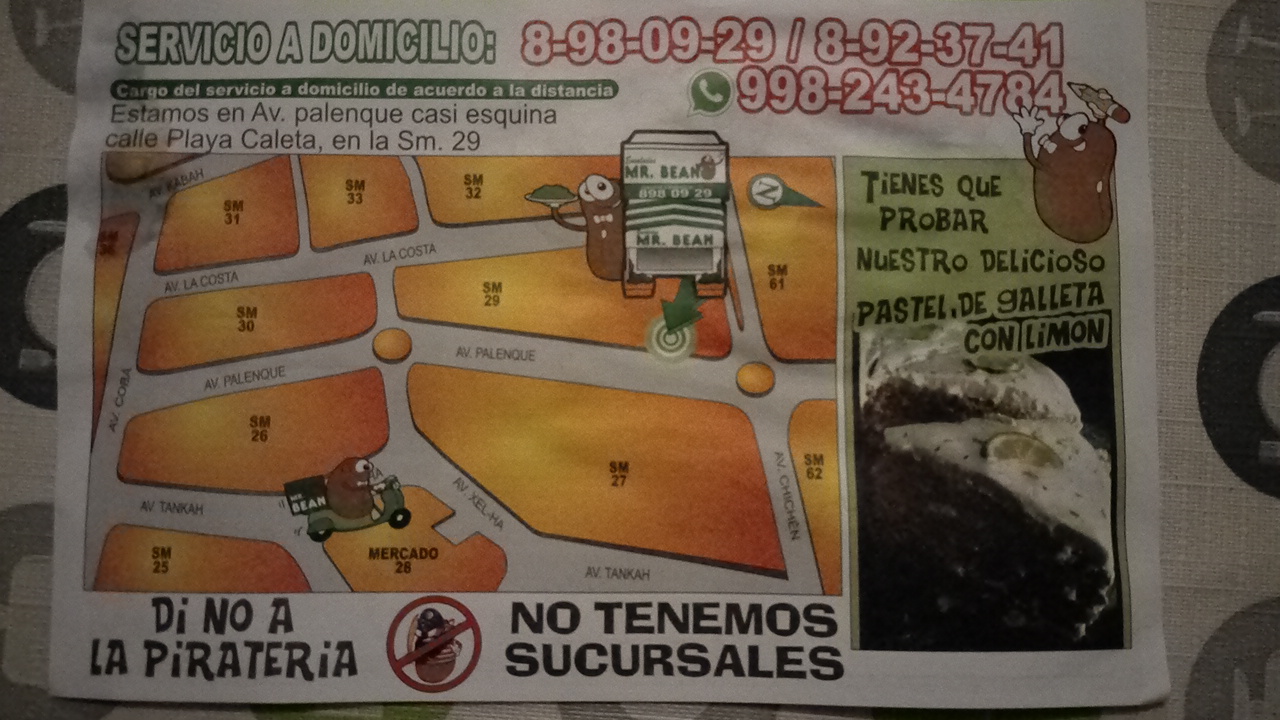 SERVICIO A DOMICILIO: 8-98-09-29 / 8-92-37-41
998-243-4784
Cargo del servicio a domicilio de acuerdo a la distancia
Estamos en Av. palenque casi esquina
calle Playa Caleta, en la Sm. 29
AV. KABAH
SM
31
SM
33
SM
32
MR. BEAN
898 09 29
MR. BEAN
N
SM
61
AV. LA COSTA
AV. LA COSTA
SM
30
SM
29
AV. PALENQUE
AV. PALENQUE
AV. COBÁ
SM
26
SM
27
SM
62
AV. CHICHÉN
AV. XEL-HA
MR.
BEAN
AV. TANKAH
SM
25
MERCADO
28
AV. TANKAH
TiENES QUE
PROBAR
NUESTRO DELiCiOSO
PASTEL DE gALLETA
CON LIMON
Di NO A
LA PiRATERiA
NO TENEMOS
SUCURSALES